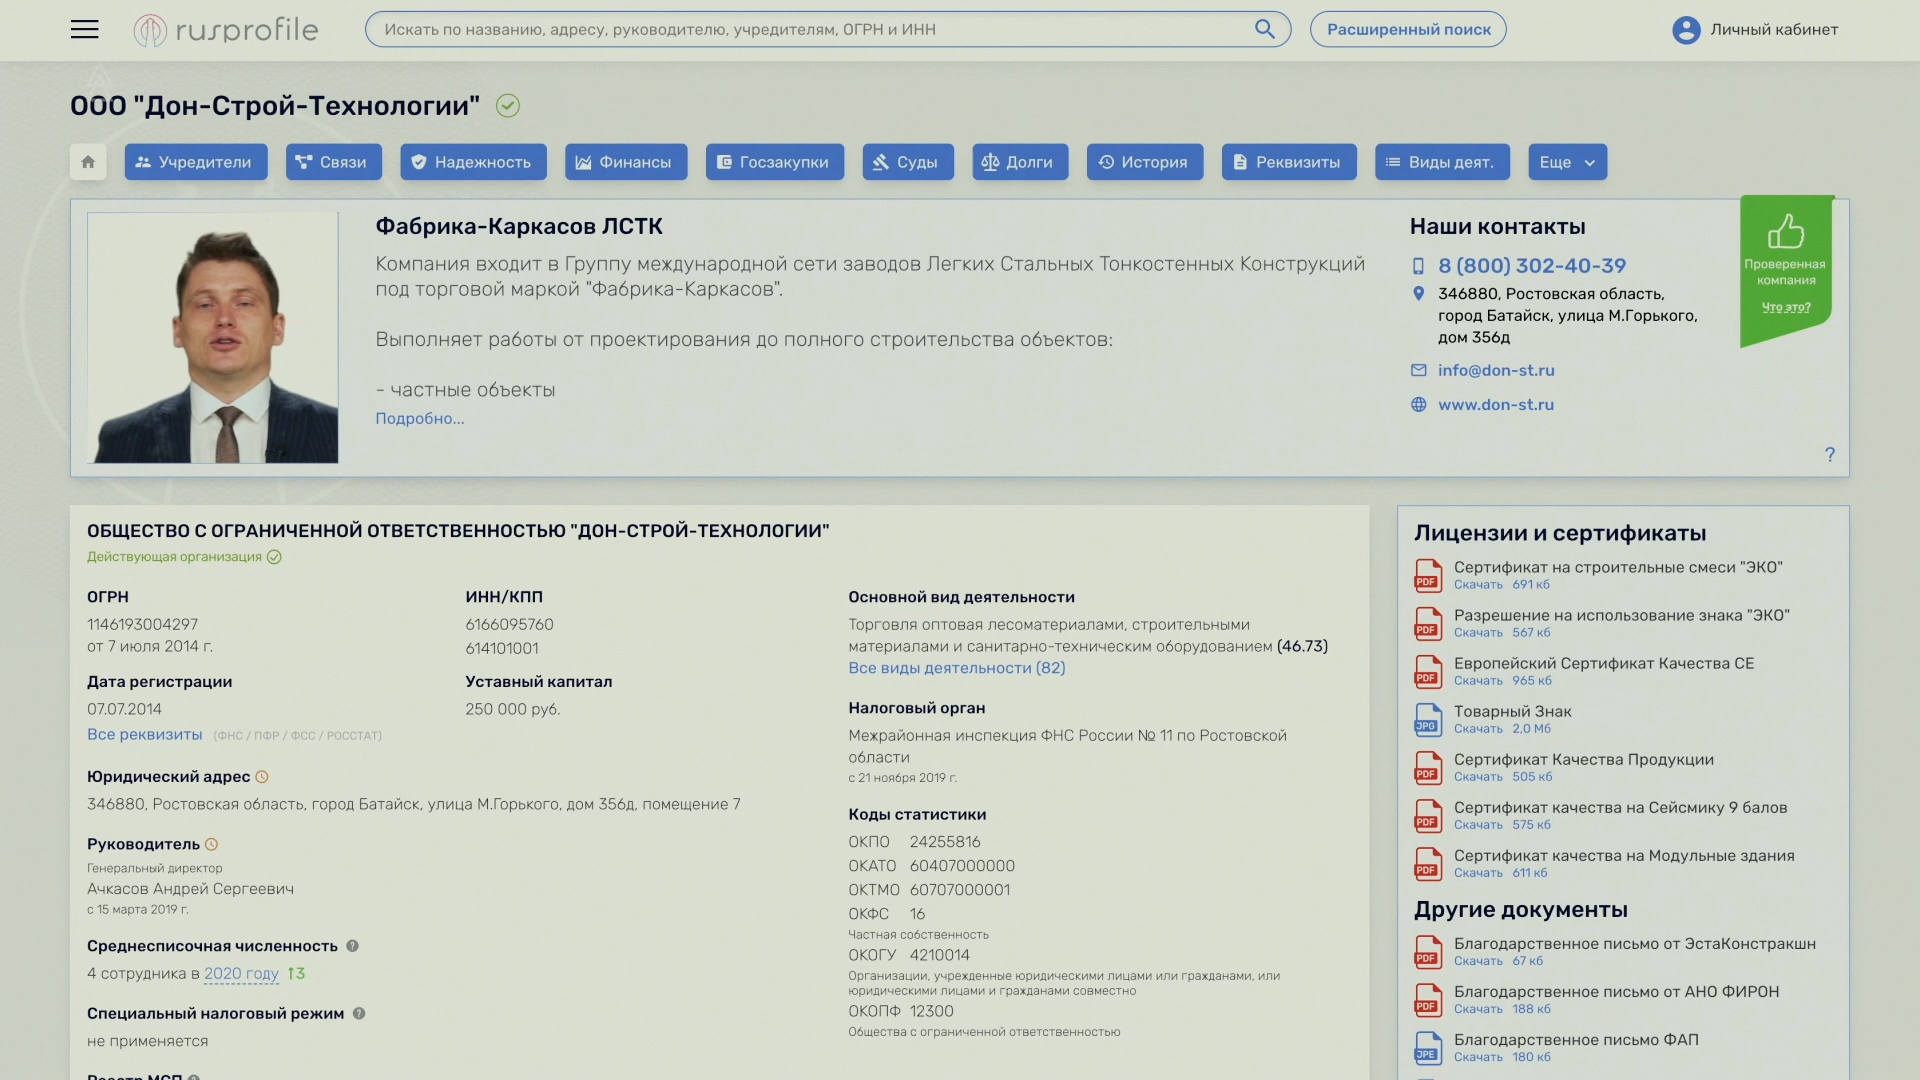 rusprofile
Искать по названию, адресу, руководителю, учредителям, ОГРН и ИНН
Расширенный поиск
Личный кабинет
ООО "Дон-Строй-Технологии"
Учредители
Связи
Надежность
Финансы
Госзакупки
Суды
Долги
История
Реквизиты
Виды деят.
Еще
Фабрика-Каркасов ЛСТК
Компания входит в Группу международной сети заводов Легких Стальных Тонкостенных Конструкций
под торговой маркой "Фабрика-Каркасов".
Выполняет работы от проектирования до полного строительства объектов:
- частные объекты
Подробно...
Наши контакты
8 (800) 302-40-39
346880, Ростовская область,
город Батайск, улица М.Горького,
дом 356д
info@don-st.ru
www.don-st.ru
Проверенная
компания
Что это?
?
ОБЩЕСТВО С ОГРАНИЧЕННОЙ ОТВЕТСТВЕННОСТЬЮ "ДОН-СТРОЙ-ТЕХНОЛОГИИ"
Действующая организация
ОГРН
1146193004297
от 7 июля 2014 г.
ИНН/КПП
6166095760
614101001
Дата регистрации
07.07.2014
Уставный капитал
250 000 руб.
Все реквизиты (ФНС / ПФР / ФСС / РОССТАТ)
Юридический адрес
346880, Ростовская область, город Батайск, улица М.Горького, дом 356д, помещение 7
Руководитель
Генеральный директор
Ачкасов Андрей Сергеевич
с 15 марта 2019 г.
Среднесписочная численность ?
4 сотрудника в 2020 году ↑3
Специальный налоговый режим ?
не применяется
Реестр МСП ?
Основной вид деятельности
Торговля оптовая лесоматериалами, строительными
материалами и санитарно-техническим оборудованием (46.73)
Все виды деятельности (82)
Налоговый орган
Межрайонная инспекция ФНС России № 11 по Ростовской
области
с 21 ноября 2019 г.
Коды статистики
ОКПО 24255816
ОКАТО 60407000000
ОКТМО 60707000001
ОКФС 16
Частная собственность
ОКОГУ 4210014
Организации, учрежденные юридическими лицами или гражданами, или
юридическими лицами и гражданами совместно
ОКОПФ 12300
Общества с ограниченной ответственностью
Лицензии и сертификаты
PDF Сертификат на строительные смеси "ЭКО"
Скачать 691 кб
PDF Разрешение на использование знака "ЭКО"
Скачать 567 кб
PDF Европейский Сертификат Качества СЕ
Скачать 965 кб
JPG Товарный Знак
Скачать 2,0 Мб
PDF Сертификат Качества Продукции
Скачать 505 кб
PDF Сертификат качества на Сейсмику 9 балов
Скачать 575 кб
PDF Сертификат качества на Модульные здания
Скачать 611 кб
Другие документы
PDF Благодарственное письмо от ЭстаКонстракшн
Скачать 67 кб
PDF Благодарственное письмо от АНО ФИРОН
Скачать 188 кб
JPE Благодарственное письмо ФАП
Скачать 180 кб